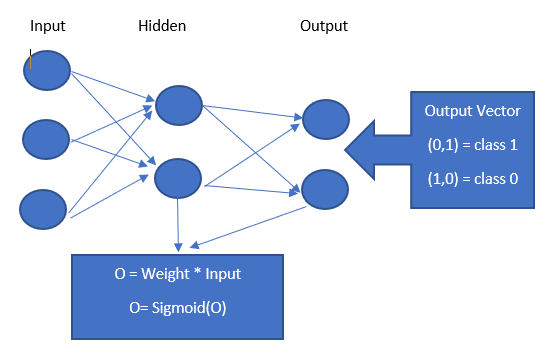 Input Hidden Output
Output Vector
(0,1) = class 1
(1,0) = class 0
O = Weight * Input
O= Sigmoid(O)